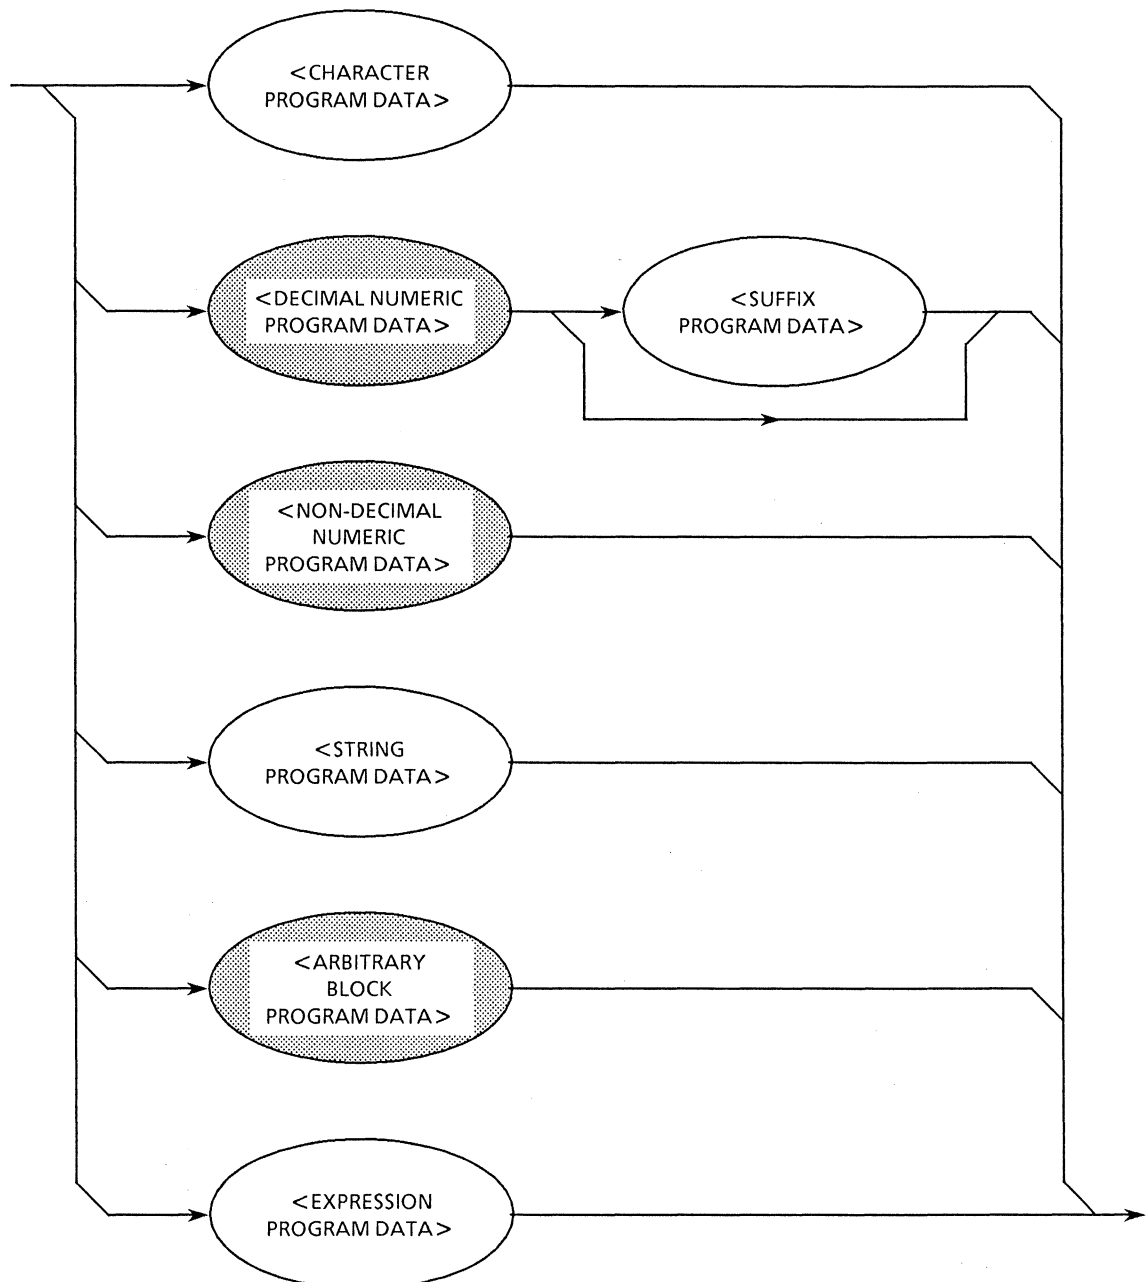 <CHARACTER
PROGRAM DATA>
<DECIMAL NUMERIC
PROGRAM DATA>
<SUFFIX
PROGRAM DATA>
<NON-DECIMAL
NUMERIC
PROGRAM DATA>
<STRING
PROGRAM DATA>
<ARBITRARY
BLOCK
PROGRAM DATA>
<EXPRESSION
PROGRAM DATA>